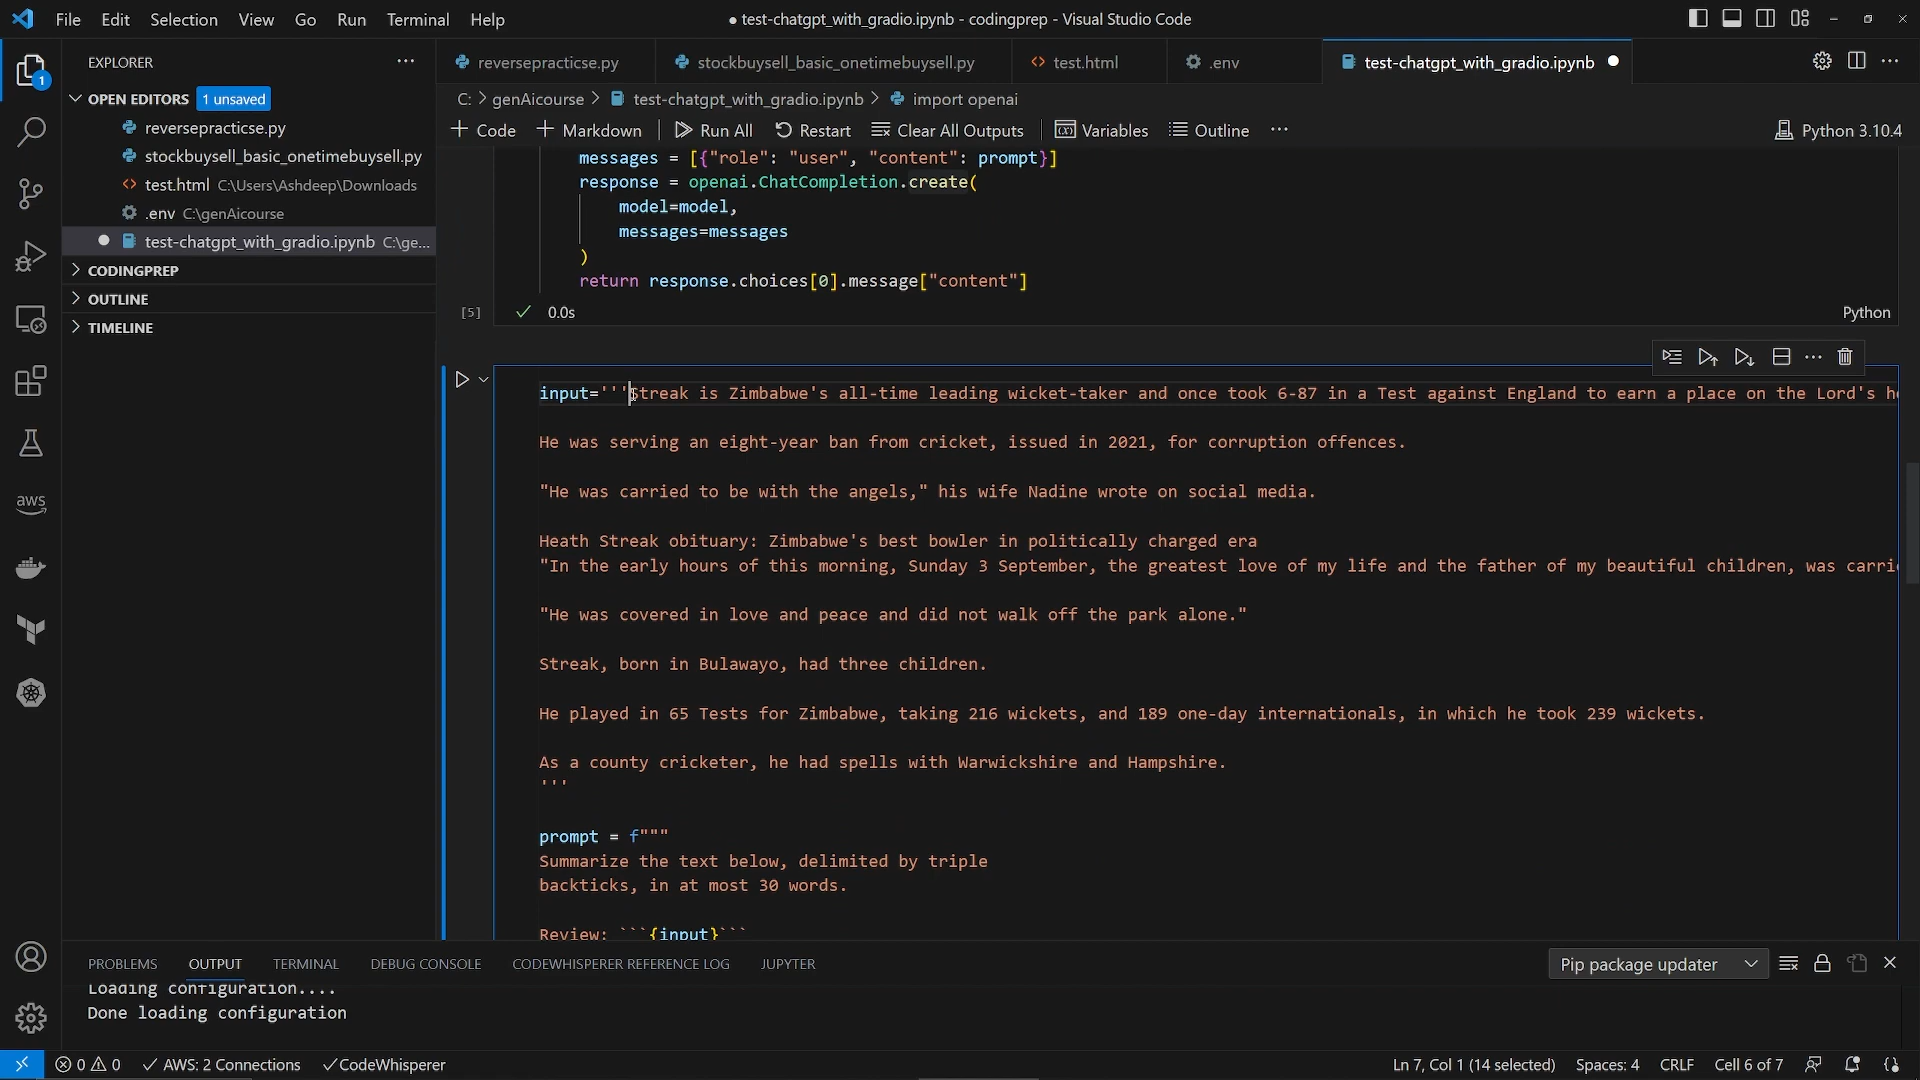 File Edit Selection View Go Run Terminal Help
● test-chatgpt_with_gradio.ipynb - codingprep - Visual Studio Code
EXPLORER
1
OPEN EDITORS 1 unsaved
reversepracticse.py
stockbuysell_basic_onetimebuysell.py
test.html C:\Users\Ashdeep\Downloads
.env C:\genAicourse
test-chatgpt_with_gradio.ipynb C:\ge...
CODINGPREP
OUTLINE
TIMELINE
aws
reversepracticse.py stockbuysell_basic_onetimebuysell.py test.html .env test-chatgpt_with_gradio.ipynb
C: > genAicourse > test-chatgpt_with_gradio.ipynb > import openai
+ Code + Markdown | Run All Restart Clear All Outputs | Variables Outline ... Python 3.10.4
messages = [{"role": "user", "content": prompt}]
response = openai.ChatCompletion.create(
model=model,
messages=messages
)
return response.choices[0].message["content"]
[5] ✓ 0.0s Python
input='''Streak is Zimbabwe's all-time leading wicket-taker and once took 6-87 in a Test against England to earn a place on the Lord's
He was serving an eight-year ban from cricket, issued in 2021, for corruption offences.
"He was carried to be with the angels," his wife Nadine wrote on social media.
Heath Streak obituary: Zimbabwe's best bowler in politically charged era
"In the early hours of this morning, Sunday 3 September, the greatest love of my life and the father of my beautiful children, was
"He was covered in love and peace and did not walk off the park alone."
Streak, born in Bulawayo, had three children.
He played in 65 Tests for Zimbabwe, taking 216 wickets, and 189 one-day internationals, in which he took 239 wickets.
As a county cricketer, he had spells with Warwickshire and Hampshire.
'''
prompt = f"""
Summarize the text below, delimited by triple
backticks, in at most 30 words.
Review: ```{input}```
PROBLEMS OUTPUT TERMINAL DEBUG CONSOLE CODEWHISPERER REFERENCE LOG JUPYTER Pip package updater
Loading configuration....
Done loading configuration
0 0 AWS: 2 Connections CodeWhisperer Ln 7, Col 1 (14 selected) Spaces: 4 CRLF Cell 6 of 7